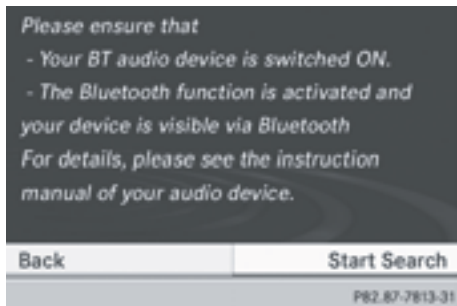 Please ensure that
- Your BT audio device is switched ON.
- The Bluetooth function is activated and
your device is visible via Bluetooth
For details, please see the instruction
manual of your audio device.
Back Start Search
P82.87-7813-31